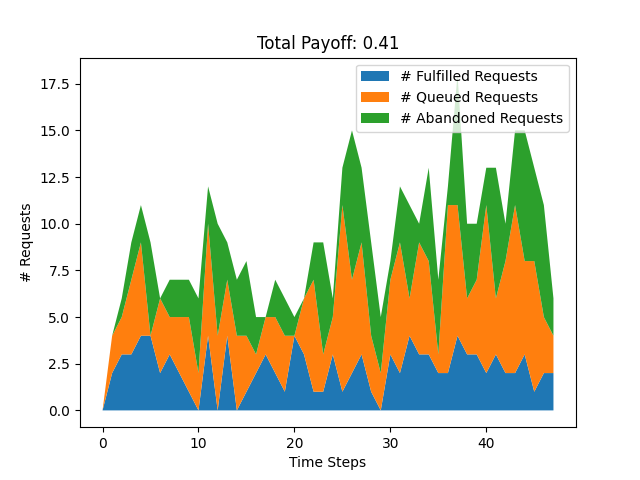 Total Payoff: 0.41
# Fulfilled Requests
# Queued Requests
# Abandoned Requests
17.5
15.0
12.5
10.0
7.5
5.0
2.5
0.0
# Requests
0 10 20 30 40
Time Steps